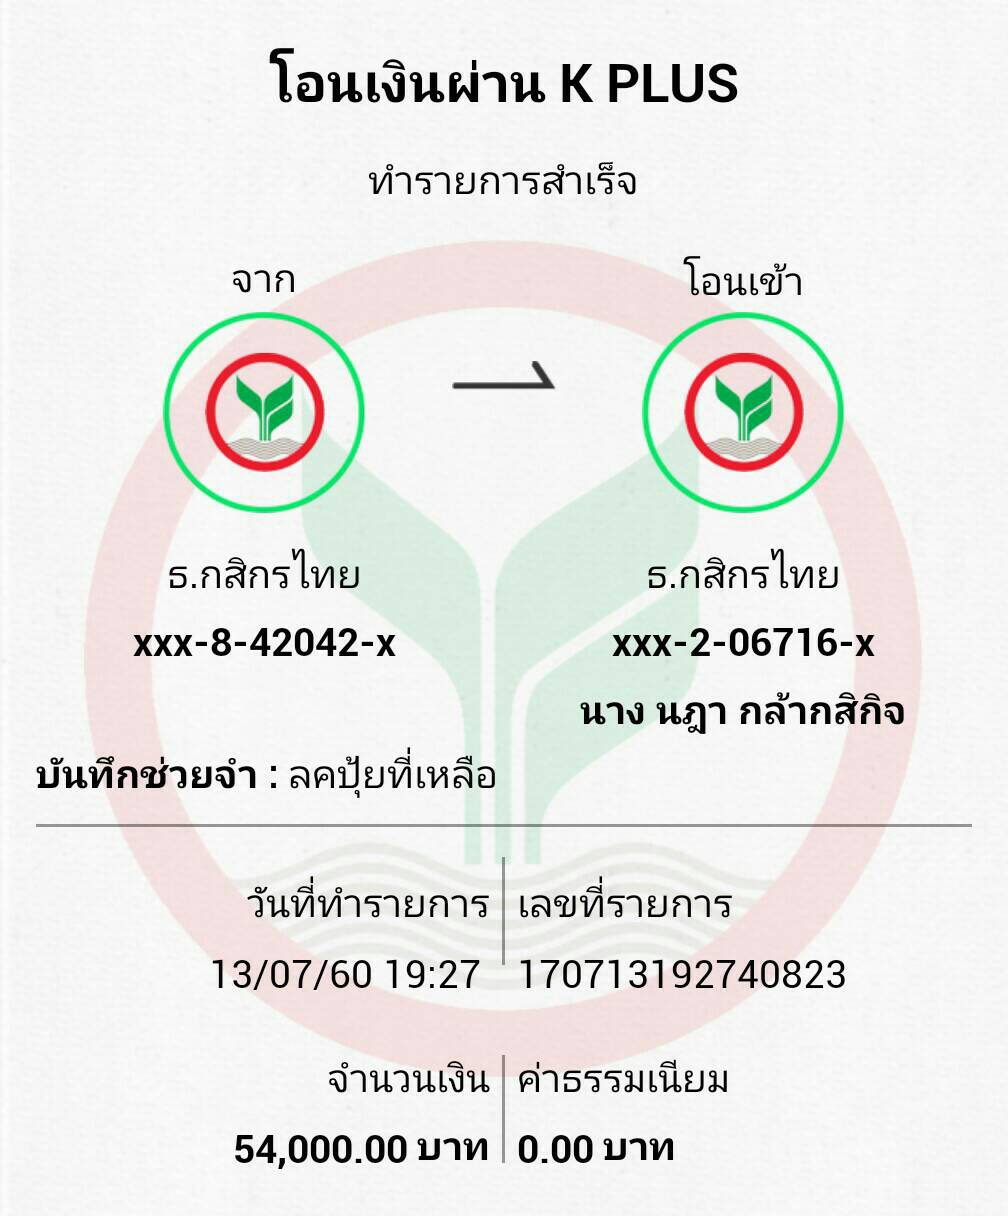 โอนเงินผ่าน K PLUS
ทำรายการสำเร็จ
จาก
โอนเข้า
ธ.กสิกรไทย
ธ.กสิกรไทย
xxx-8-42042-x
xxx-2-06716-x
นาง นฎา กล้ากสิกิจ
บันทึกช่วยจำ : ลคปุ้ยที่เหลือ
วันที่ทำรายการ
เลขที่รายการ
13/07/60 19:27
170713192740823
จำนวนเงิน
ค่าธรรมเนียม
54,000.00 บาท
0.00 บาท